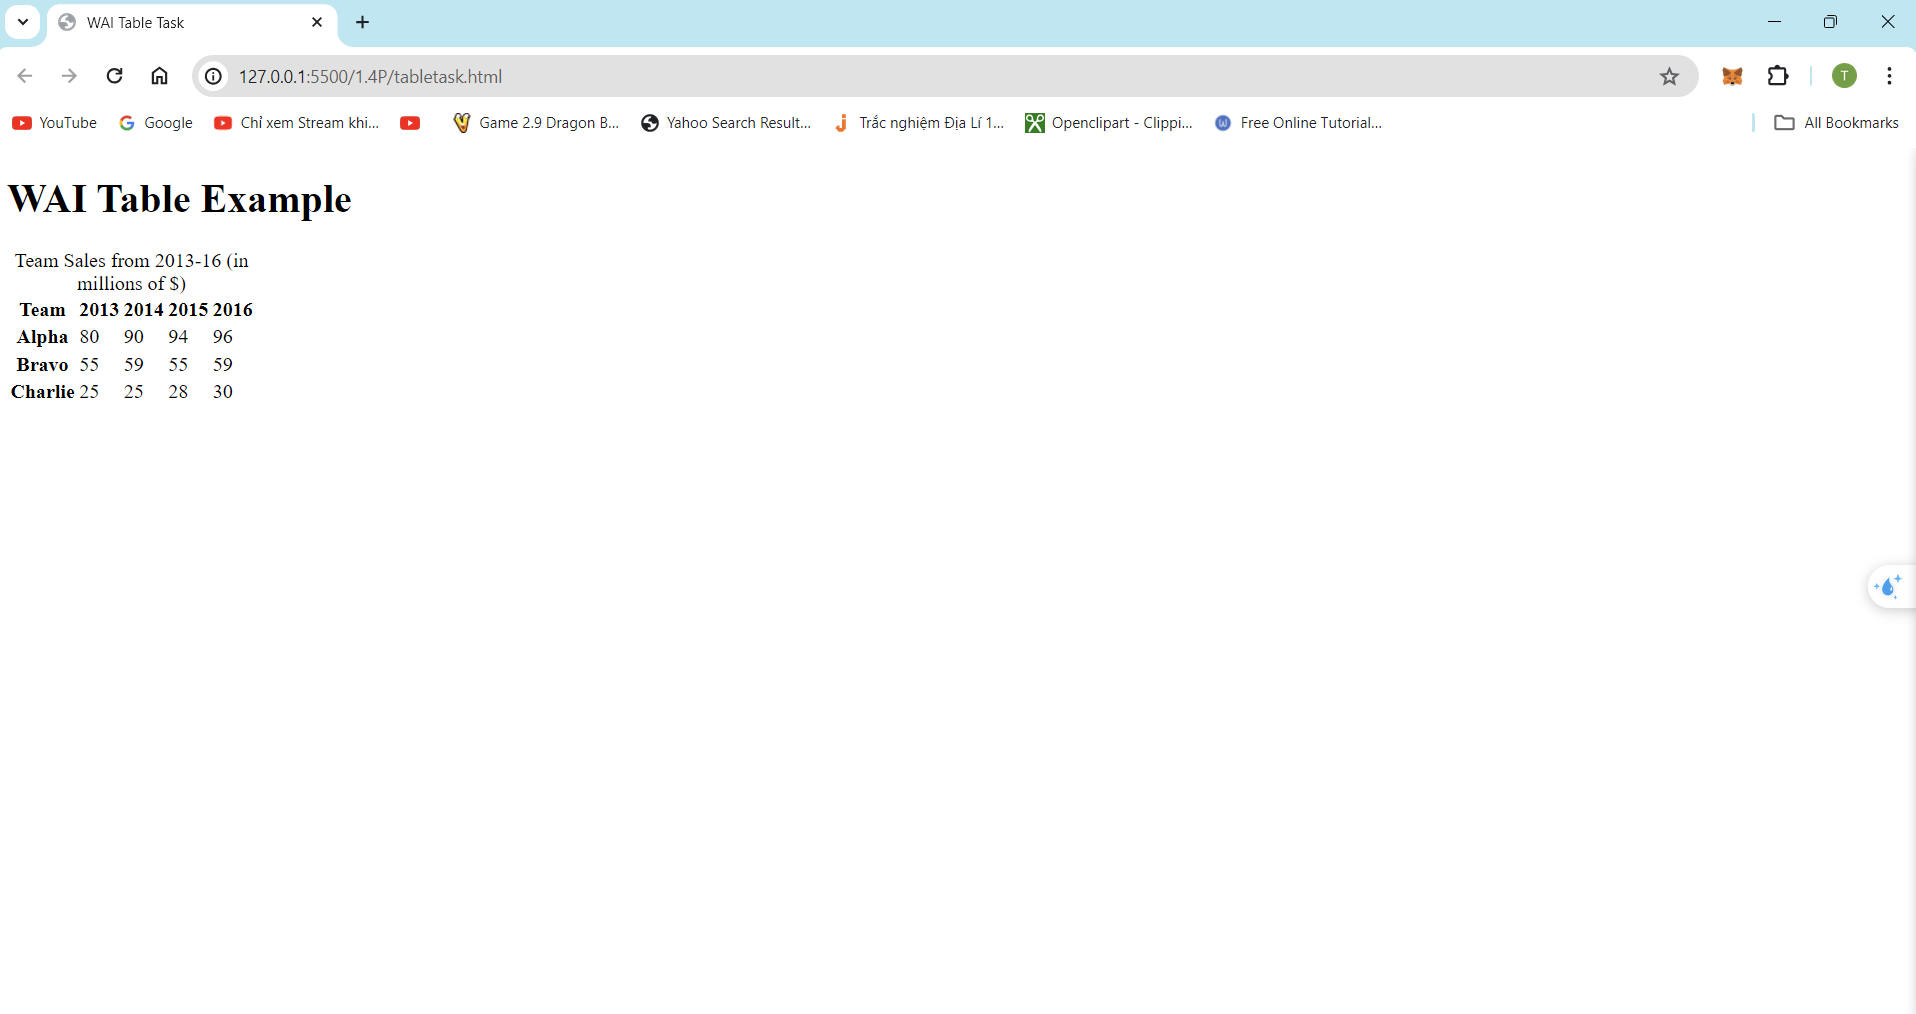 WAI Table Task
127.0.0.1:5500/1.4P/tabletask.html
T
YouTube Google Chỉ xem Stream khi... Game 2.9 Dragon B... Yahoo Search Result... Trắc nghiệm Địa Lí 1... Openclipart - Clippi... Free Online Tutorial... All Bookmarks
WAI Table Example
Team Sales from 2013-16 (in
millions of $)
Team 2013 2014 2015 2016
Alpha 80 90 94 96
Bravo 55 59 55 59
Charlie 25 25 28 30